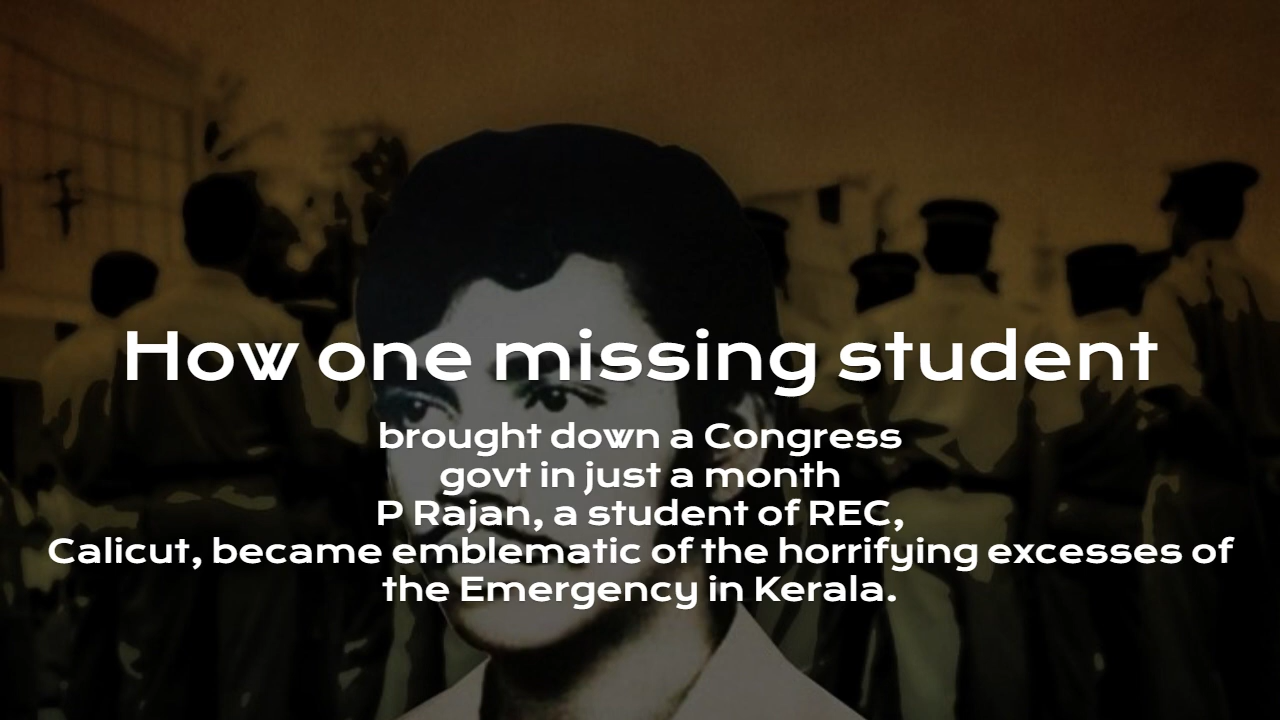 How one missing student
brought down a Congress
govt in just a month
P Rajan, a student of REC,
Calicut, became emblematic of the horrifying excesses of
the Emergency in Kerala.